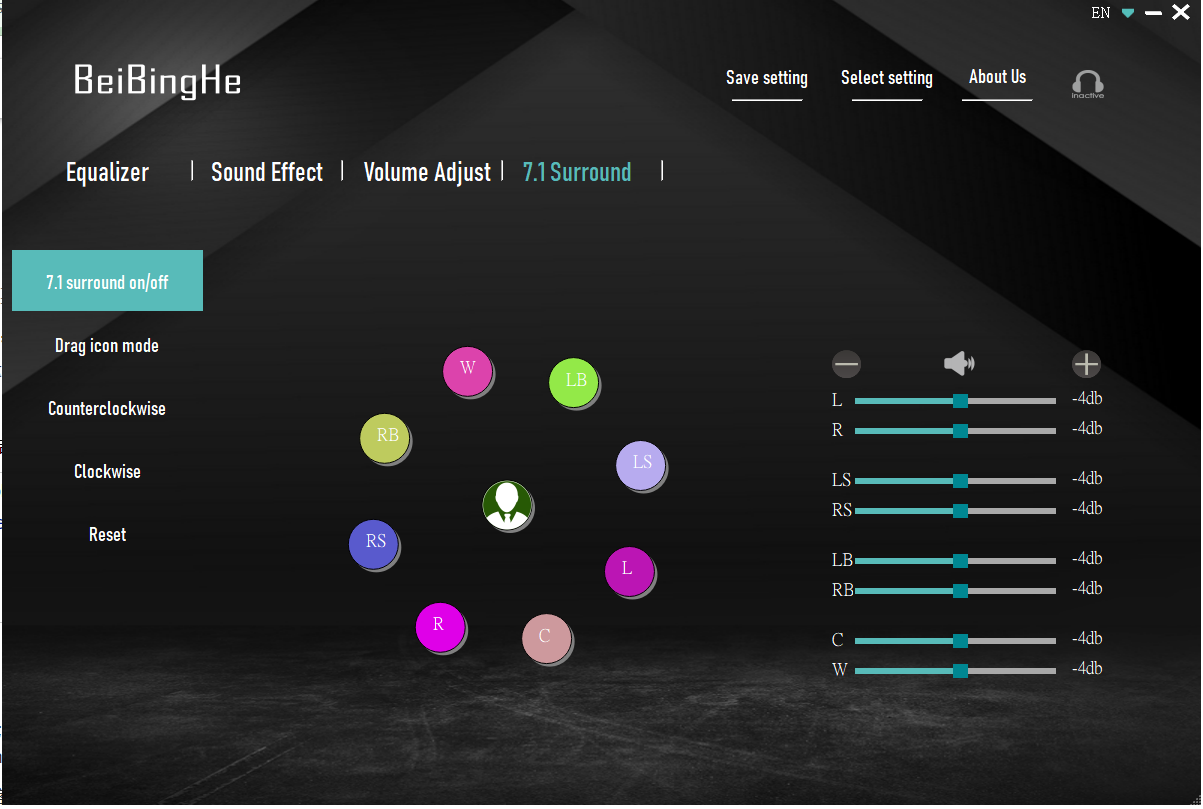 EN
BeiBingHe
Save setting
Select setting
About Us
Inactive
Equalizer
Sound Effect
Volume Adjust
7.1 Surround
7.1 surround on/off
Drag icon mode
Counterclockwise
Clockwise
Reset
W
LB
RB
LS
RS
L
R
C
L -4db
R -4db
LS -4db
RS -4db
LB -4db
RB -4db
C -4db
W -4db